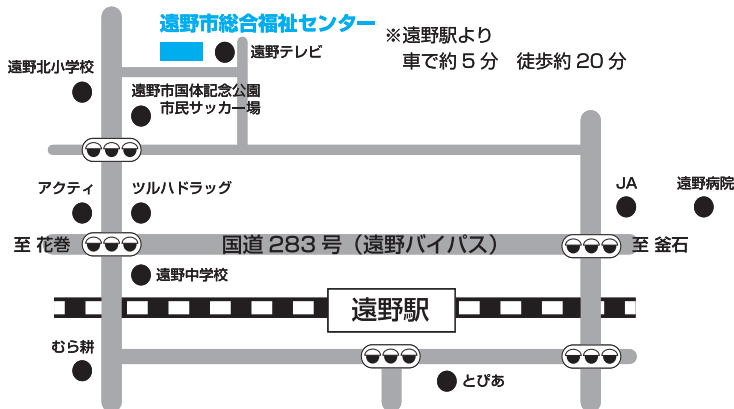 遠野市総合福祉センター
※遠野駅より
車で約5分　徒歩約20分
遠野テレビ
遠野北小学校
遠野市国体記念公園
市民サッカー場
アクティ
ツルハドラッグ
JA
遠野病院
至 花巻
国道283号（遠野バイパス）
至 釜石
遠野中学校
遠野駅
むら耕
とぴあ